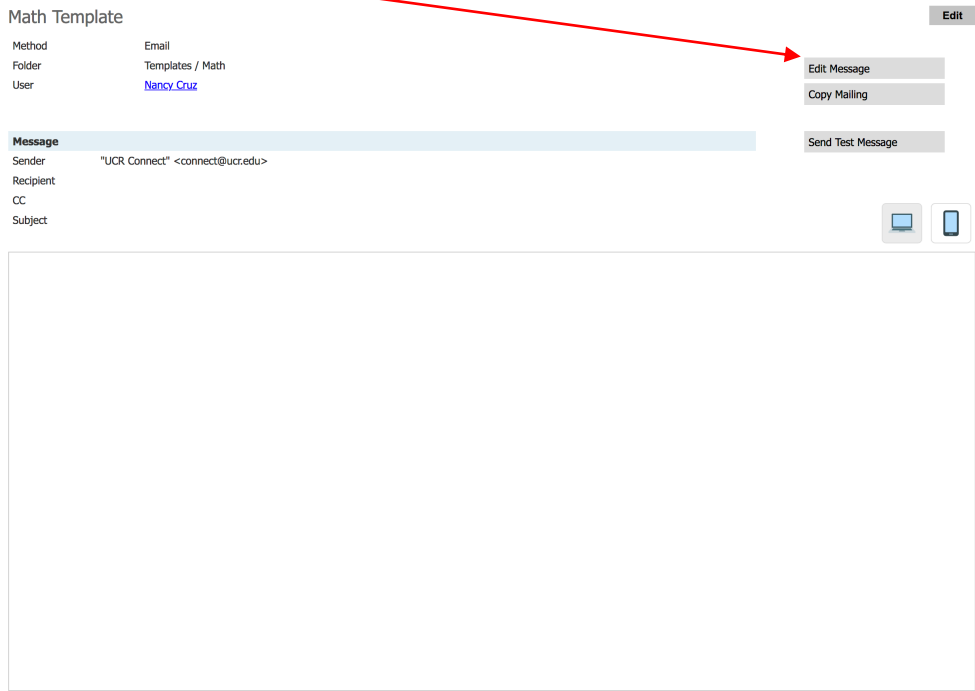 Math Template
Edit
Method Email
Folder Templates / Math
User Nancy Cruz
Edit Message
Copy Mailing
Message
Send Test Message
Sender "UCR Connect" <connect@ucr.edu>
Recipient
CC
Subject